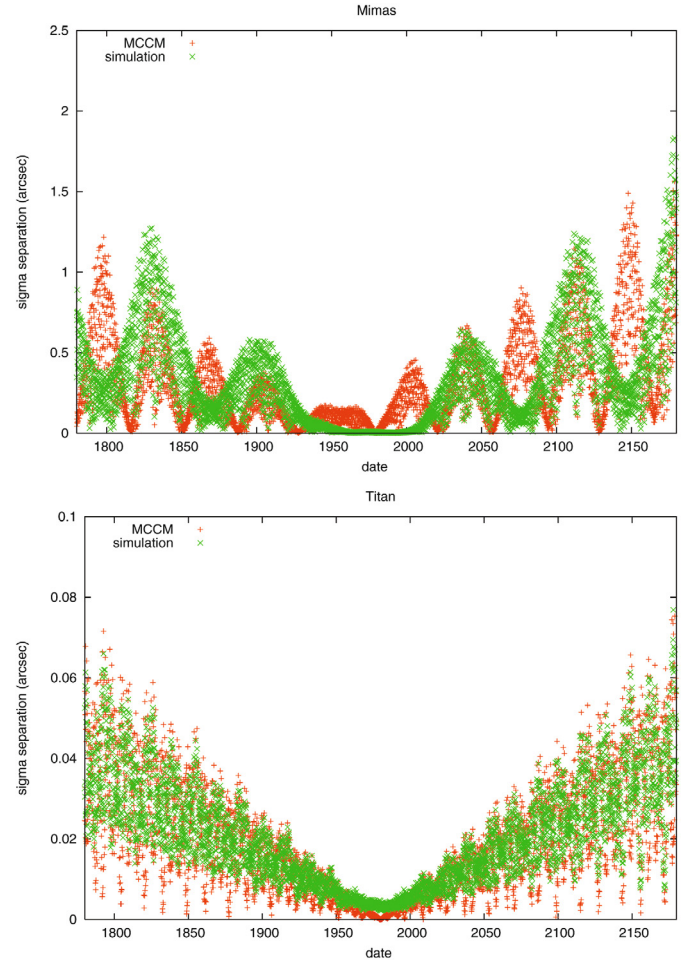 Mimas
2.5
2
1.5
1
0.5
0
sigma separation (arcsec)
MCCM
simulation
1800 1850 1900 1950 2000 2050 2100 2150
date
Titan
0.1
0.08
0.06
0.04
0.02
0
sigma separation (arcsec)
MCCM
simulation
1800 1850 1900 1950 2000 2050 2100 2150
date